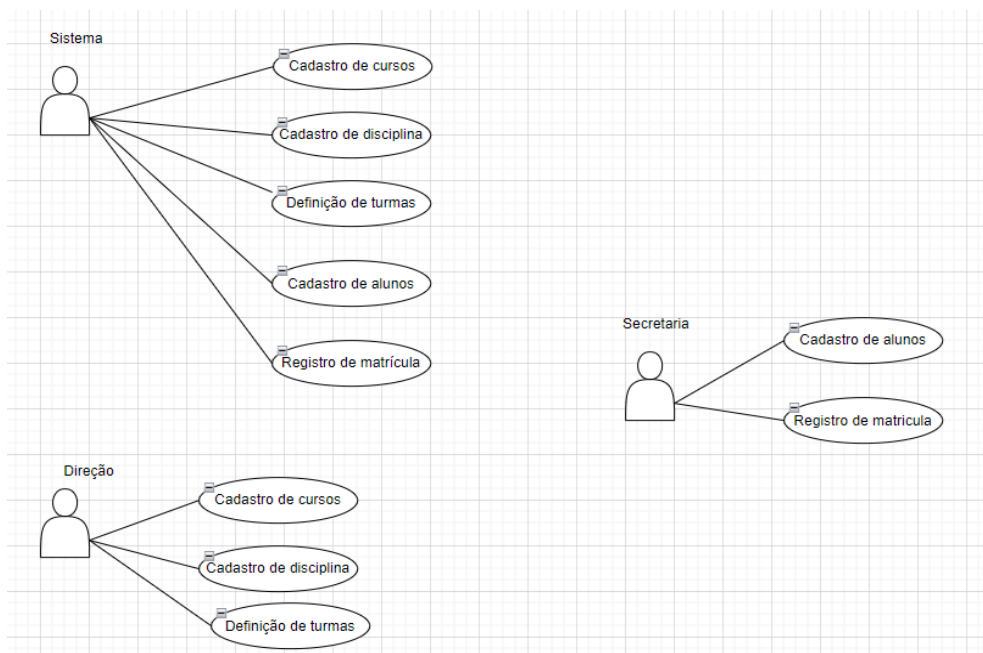 Sistema
Cadastro de cursos
Cadastro de disciplina
Definição de turmas
Cadastro de alunos
Registro de matrícula
Secretaria
Cadastro de alunos
Registro de matricula
Direção
Cadastro de cursos
Cadastro de disciplina
Definição de turmas